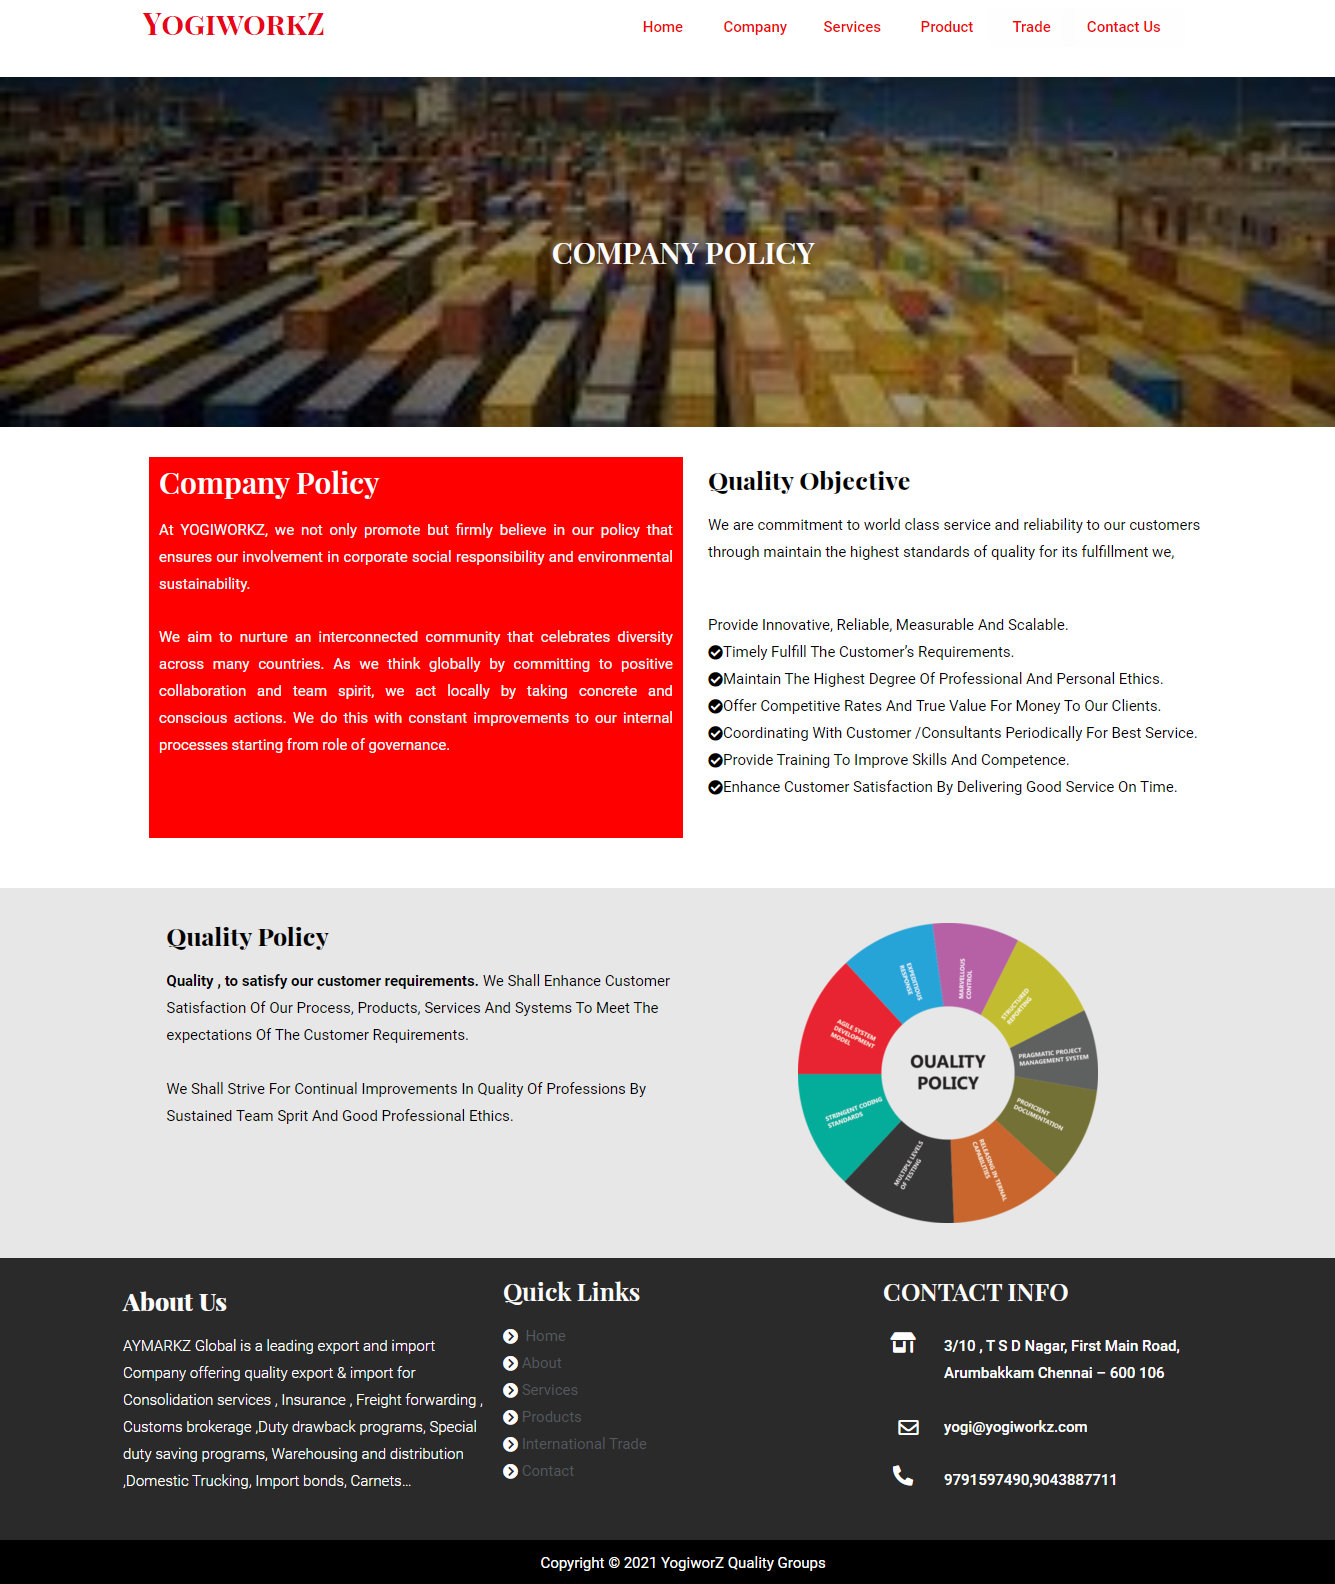 YOGIWORKZ
Home Company Services Product Trade Contact Us
COMPANY POLICY
Company Policy
At YOGIWORKZ, we not only promote but firmly believe in our policy that
ensures our involvement in corporate social responsibility and environmental
sustainability.
We aim to nurture an interconnected community that celebrates diversity
across many countries. As we think globally by committing to positive
collaboration and team spirit, we act locally by taking concrete and
conscious actions. We do this with constant improvements to our internal
processes starting from role of governance.
Quality Objective
We are commitment to world class service and reliability to our customers
through maintain the highest standards of quality for its fulfillment we,
Provide Innovative, Reliable, Measurable And Scalable.
Timely Fulfill The Customer’s Requirements.
Maintain The Highest Degree Of Professional And Personal Ethics.
Offer Competitive Rates And True Value For Money To Our Clients.
Coordinating With Customer /Consultants Periodically For Best Service.
Provide Training To Improve Skills And Competence.
Enhance Customer Satisfaction By Delivering Good Service On Time.
Quality Policy
Quality , to satisfy our customer requirements. We Shall Enhance Customer
Satisfaction Of Our Process, Products, Services And Systems To Meet The
expectations Of The Customer Requirements.
We Shall Strive For Continual Improvements In Quality Of Professions By
Sustained Team Sprit And Good Professional Ethics.
EXPEDITIOUS
RESPONSE
MARVELLOUS
CONTROL
STRUCTURED
REPORTING
PRAGMATIC PROJECT
MANAGEMENT SYSTEM
PROFICIENT
DOCUMENTATION
RELEASING IN TERNAL
CAPABILITIES
MULTIPLE LEVELS
OF TESTING
STRINGENT CODING
STANDARDS
AGILE SYSTEM
DEVELOPMENT
MODEL
OUALITY
POLICY
About Us
AYMARKZ Global is a leading export and import
Company offering quality export & import for
Consolidation services , Insurance , Freight forwarding ,
Customs brokerage ,Duty drawback programs, Special
duty saving programs, Warehousing and distribution
,Domestic Trucking, Import bonds, Carnets...
Quick Links
Home
About
Services
Products
International Trade
Contact
CONTACT INFO
3/10 , T S D Nagar, First Main Road,
Arumbakkam Chennai – 600 106
yogi@yogiworkz.com
9791597490,9043887711
Copyright © 2021 YogiworZ Quality Groups